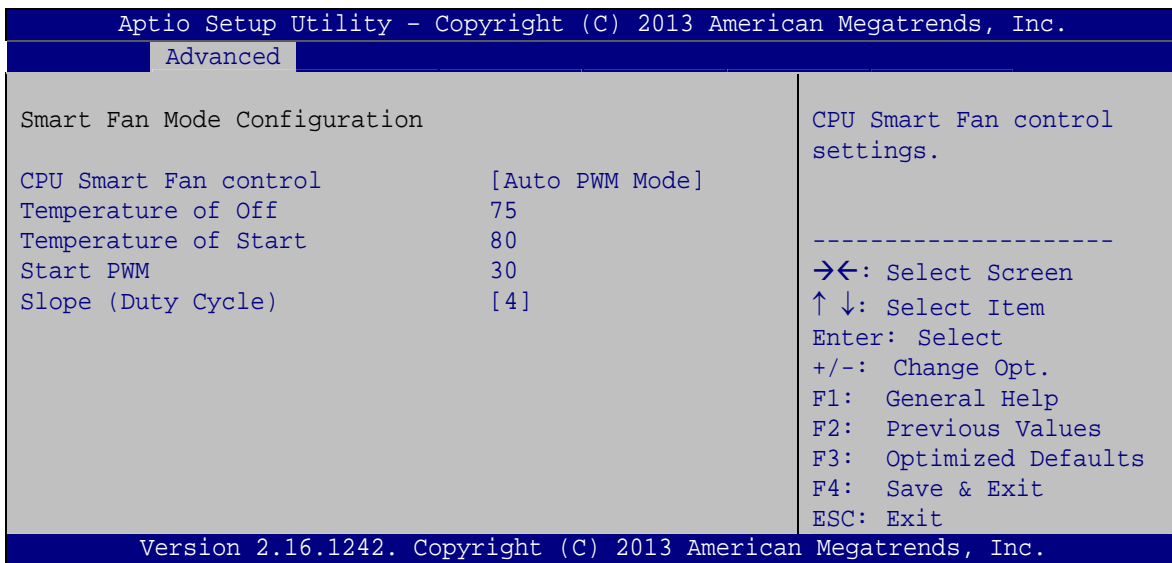 Aptio Setup Utility – Copyright (C) 2013 American Megatrends, Inc.
Advanced
Smart Fan Mode Configuration
CPU Smart Fan control [Auto PWM Mode]
Temperature of Off 75
Temperature of Start 80
Start PWM 30
Slope (Duty Cycle) [4]
CPU Smart Fan control
settings.
---------------------
→←: Select Screen
↑ ↓: Select Item
Enter: Select
+/-: Change Opt.
F1: General Help
F2: Previous Values
F3: Optimized Defaults
F4: Save & Exit
ESC: Exit
Version 2.16.1242. Copyright (C) 2013 American Megatrends, Inc.